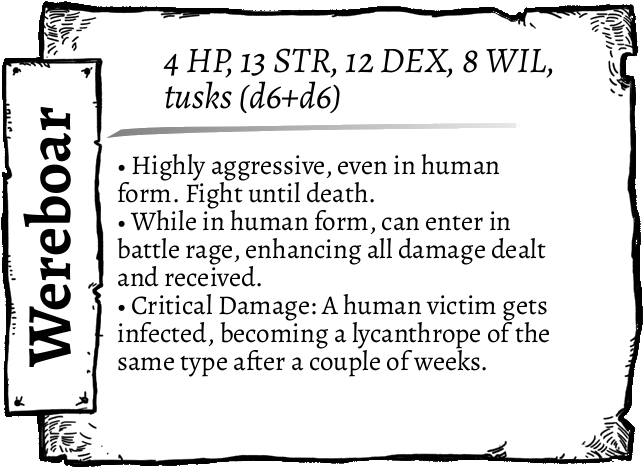 Wereboar
4 HP, 13 STR, 12 DEX, 8 WIL,
tusks (d6+d6)
• Highly aggressive, even in human
form. Fight until death.
• While in human form, can enter in
battle rage, enhancing all damage dealt
and received.
• Critical Damage: A human victim gets
infected, becoming a lycanthrope of the
same type after a couple of weeks.